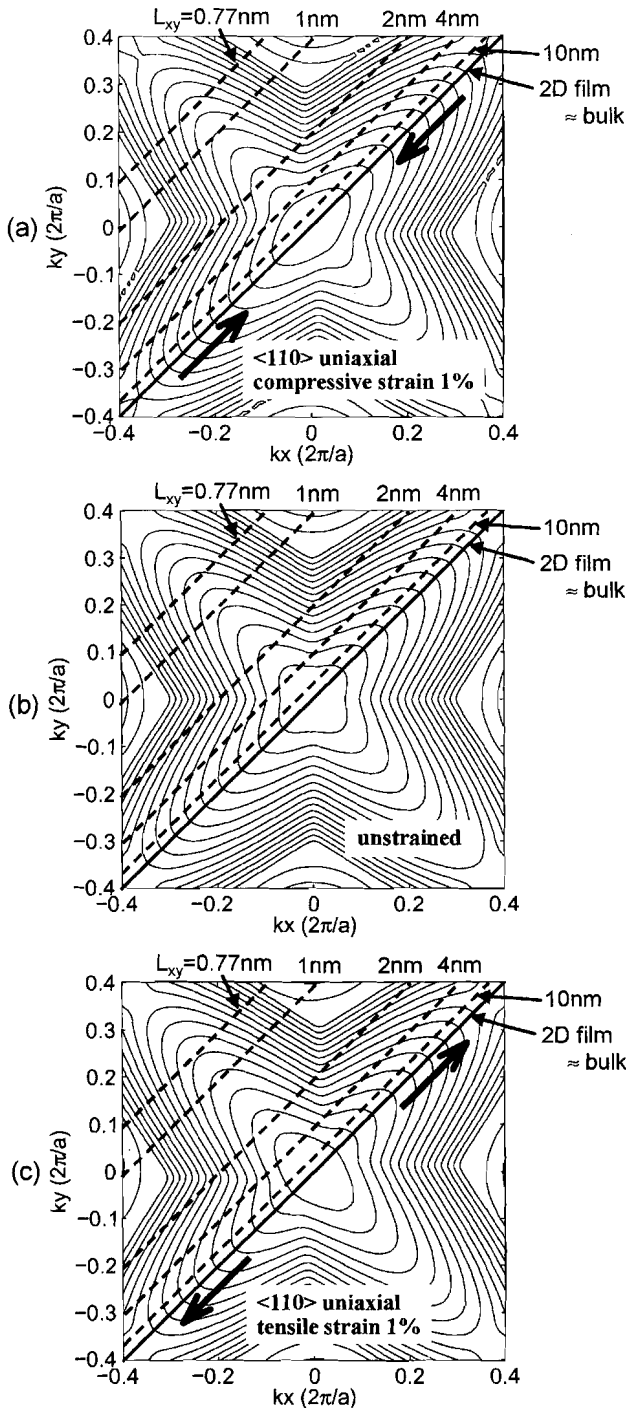 L_xy=0.77nm 1nm 2nm 4nm
10nm
2D film
≈ bulk
(a)
ky (2π/a)
0.4
0.3
0.2
0.1
0
−0.1
−0.2
−0.3
−0.4
<110> uniaxial
compressive strain 1%
−0.4 −0.2 0 0.2 0.4
kx (2π/a)
L_xy=0.77nm 1nm 2nm 4nm
10nm
2D film
≈ bulk
(b)
ky (2π/a)
0.4
0.3
0.2
0.1
0
−0.1
−0.2
−0.3
−0.4
unstrained
−0.4 −0.2 0 0.2 0.4
kx (2π/a)
L_xy=0.77nm 1nm 2nm 4nm
10nm
2D film
≈ bulk
(c)
ky (2π/a)
0.4
0.3
0.2
0.1
0
−0.1
−0.2
−0.3
−0.4
<110> uniaxial
tensile strain 1%
−0.4 −0.2 0 0.2 0.4
kx (2π/a)